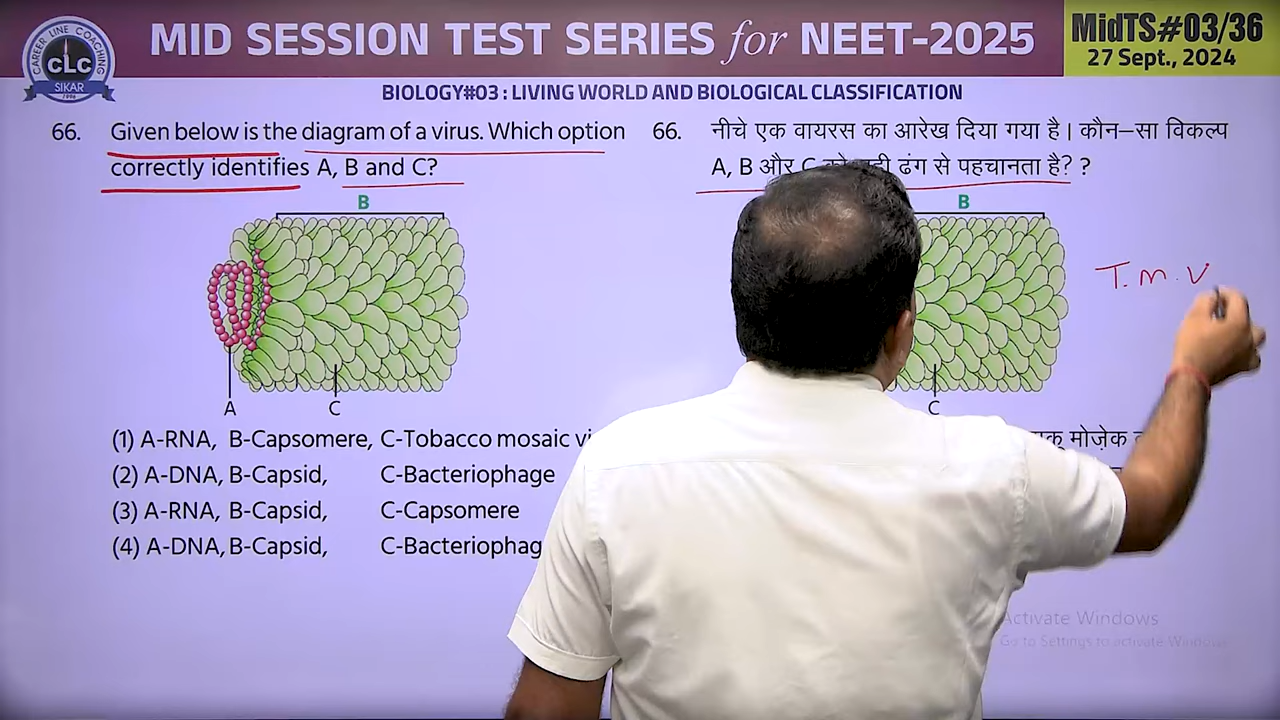 MID SESSION TEST SERIES for NEET-2025
MidTS#03/36
27 Sept., 2024
CAREER LINE COACHING
CLC
SIKAR
BIOLOGY#03 : LIVING WORLD AND BIOLOGICAL CLASSIFICATION
66. Given below is the diagram of a virus. Which option
correctly identifies A, B and C?
B
A
C
(1) A-RNA, B-Capsomere, C-Tobacco mosaic
(2) A-DNA, B-Capsid, C-Bacteriophage
(3) A-RNA, B-Capsid, C-Capsomere
(4) A-DNA, B-Capsid, C-Bacteriophag
66. नीचे एक वायरस का आरेख दिया गया है। कौन–सा विकल्प
A, B और C ढंग से पहचानता है? ?
B
T.M.V
C
मोज़ेक
Activate Windows
Go to Settings to activate Windows